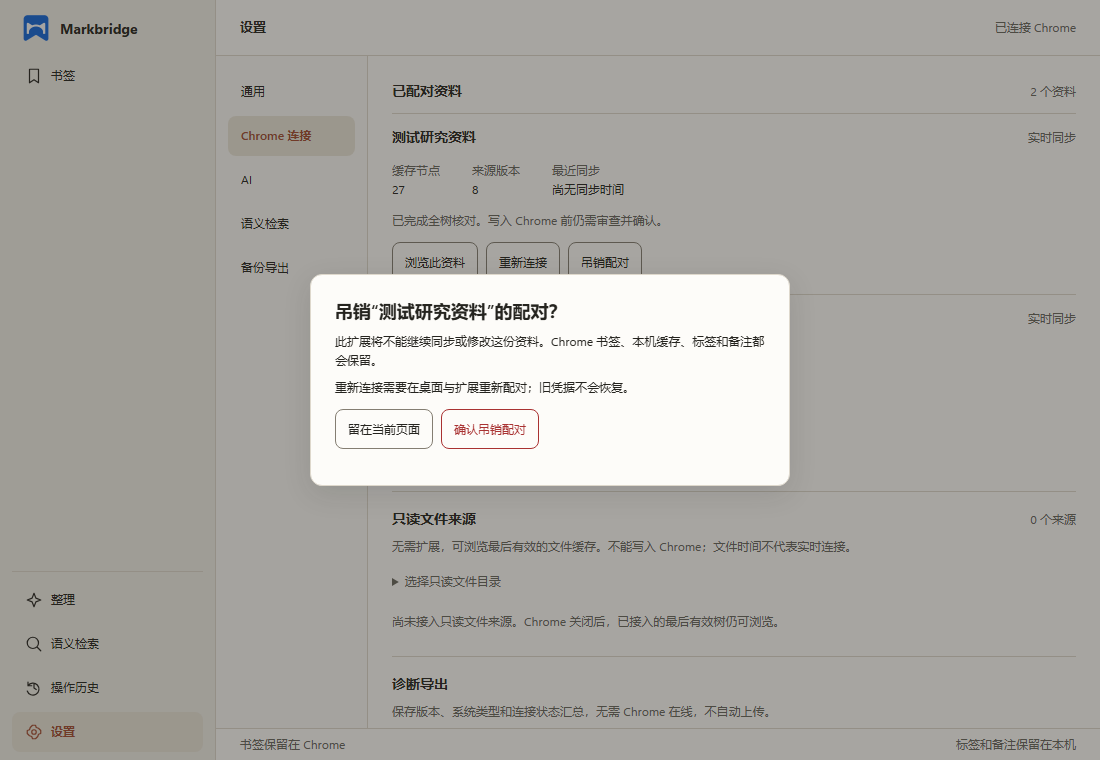 Markbridge
书签
整理
语义检索
操作历史
设置
设置
已连接 Chrome
通用
Chrome 连接
AI
语义检索
备份导出
已配对资料
2 个资料
测试研究资料
实时同步
缓存节点 来源版本 最近同步
27 8 尚无同步时间
已完成全树核对。写入 Chrome 前仍需审查并确认。
浏览此资料 重新连接 吊销配对
实时同步
吊销“测试研究资料”的配对？
此扩展将不能继续同步或修改这份资料。Chrome 书签、本机缓存、标签和备注都
会保留。
重新连接需要在桌面与扩展重新配对；旧凭据不会恢复。
留在当前页面 确认吊销配对
只读文件来源
0 个来源
无需扩展，可浏览最后有效的文件缓存。不能写入 Chrome；文件时间不代表实时连接。
选择只读文件目录
尚未接入只读文件来源。Chrome 关闭后，已接入的最后有效树仍可浏览。
诊断导出
保存版本、系统类型和连接状态汇总，无需 Chrome 在线，不自动上传。
书签保留在 Chrome
标签和备注保留在本机